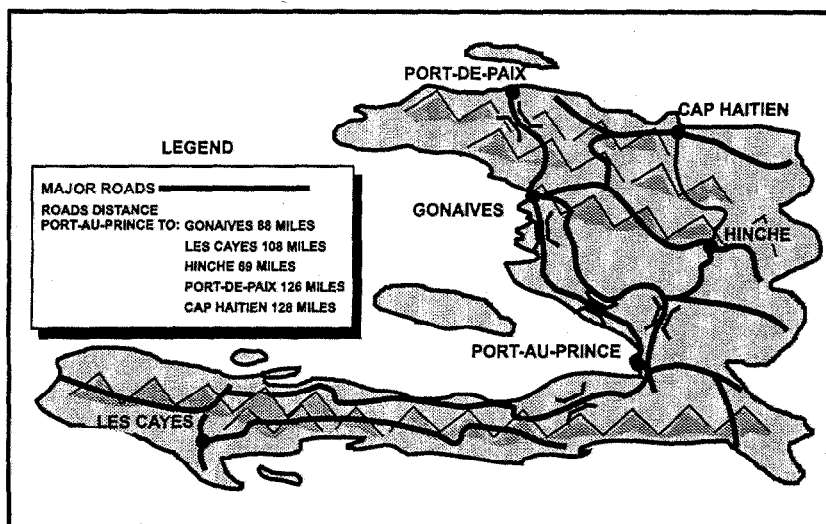 PORT-DE-PAIX
CAP HAITIEN
LEGEND
MAJOR ROADS
ROADS DISTANCE
PORT-AU-PRINCE TO: GONAIVES 88 MILES
LES CAYES 108 MILES
HINCHE 69 MILES
PORT-DE-PAIX 126 MILES
CAP HAITIEN 128 MILES
GONAIVES
HINCHE
PORT-AU-PRINCE
LES CAYES